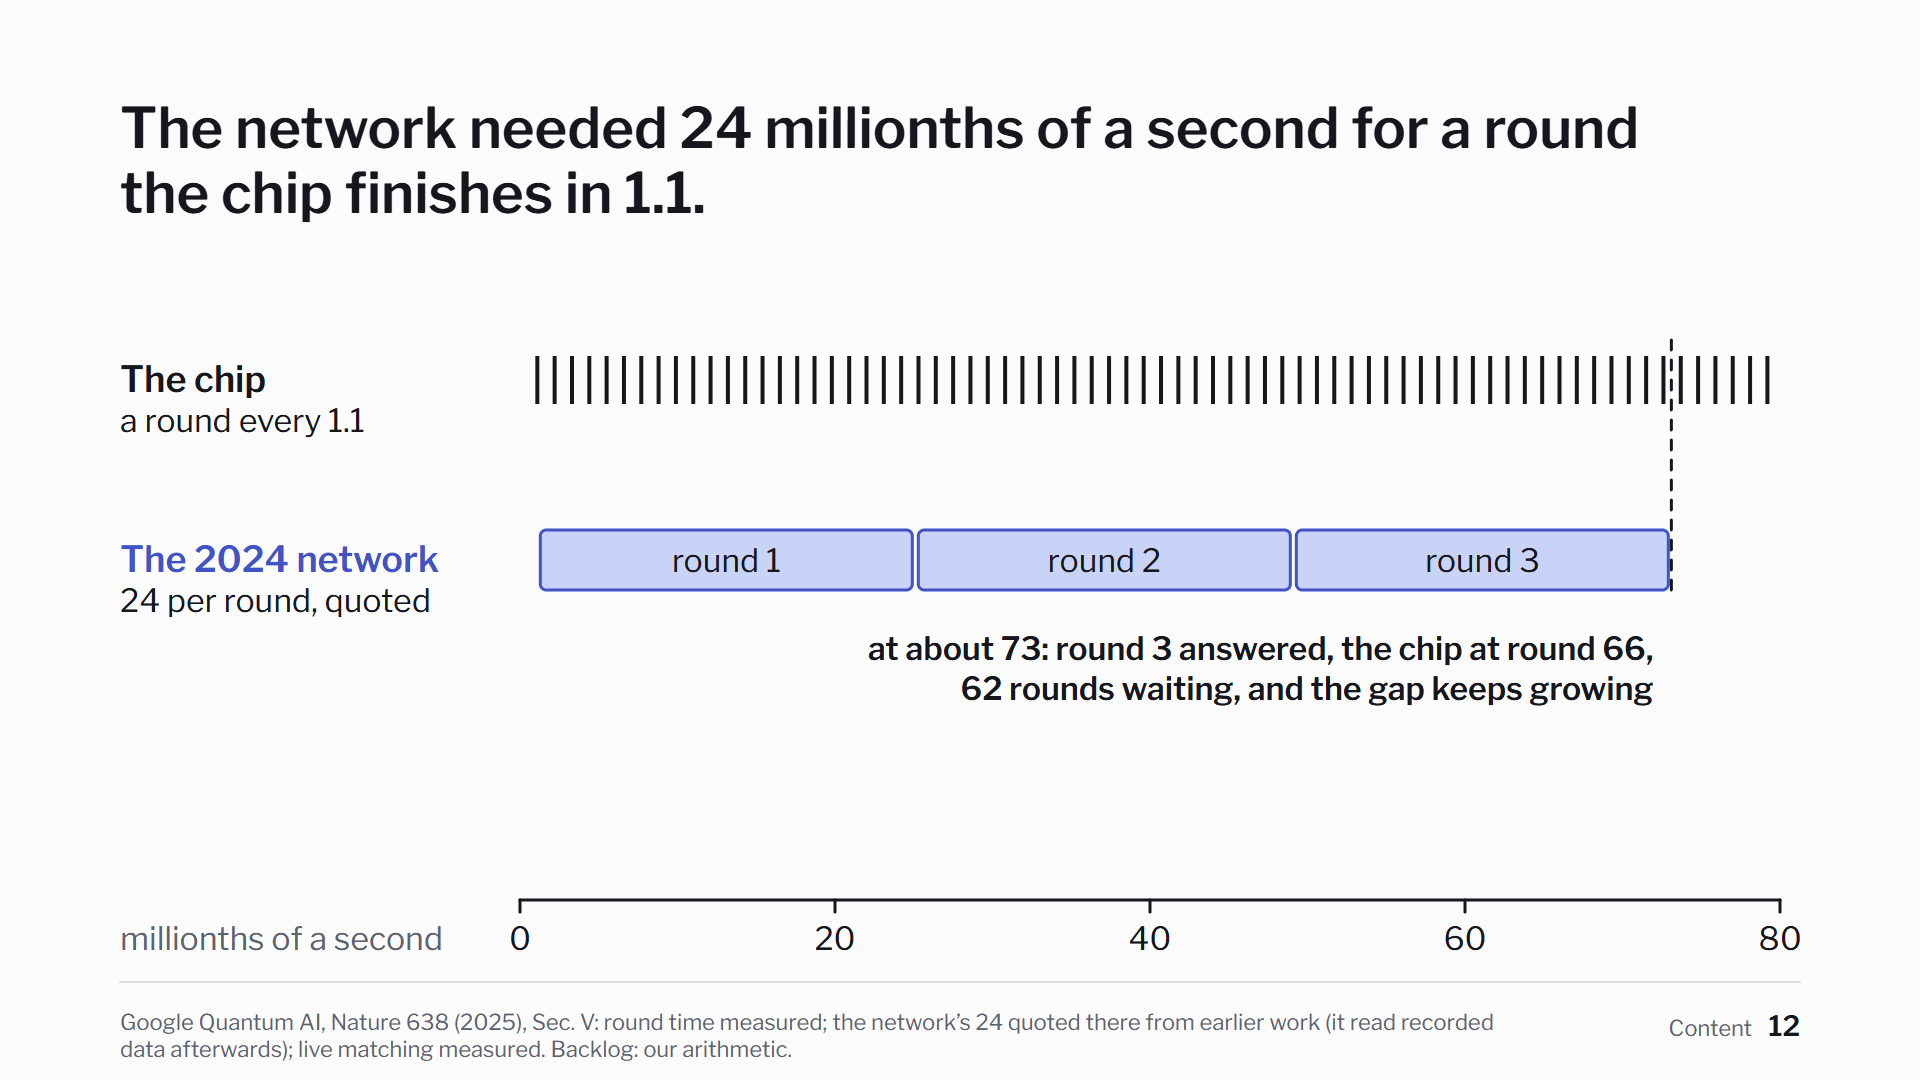 The network needed 24 millionths of a second for a round
the chip finishes in 1.1.
The chip
a round every 1.1
The 2024 network
24 per round, quoted
round 1
round 2
round 3
at about 73: round 3 answered, the chip at round 66,
62 rounds waiting, and the gap keeps growing
millionths of a second
0
20
40
60
80
Google Quantum AI, Nature 638 (2025), Sec. V: round time measured; the network’s 24 quoted there from earlier work (it read recorded
data afterwards); live matching measured. Backlog: our arithmetic.
Content 12